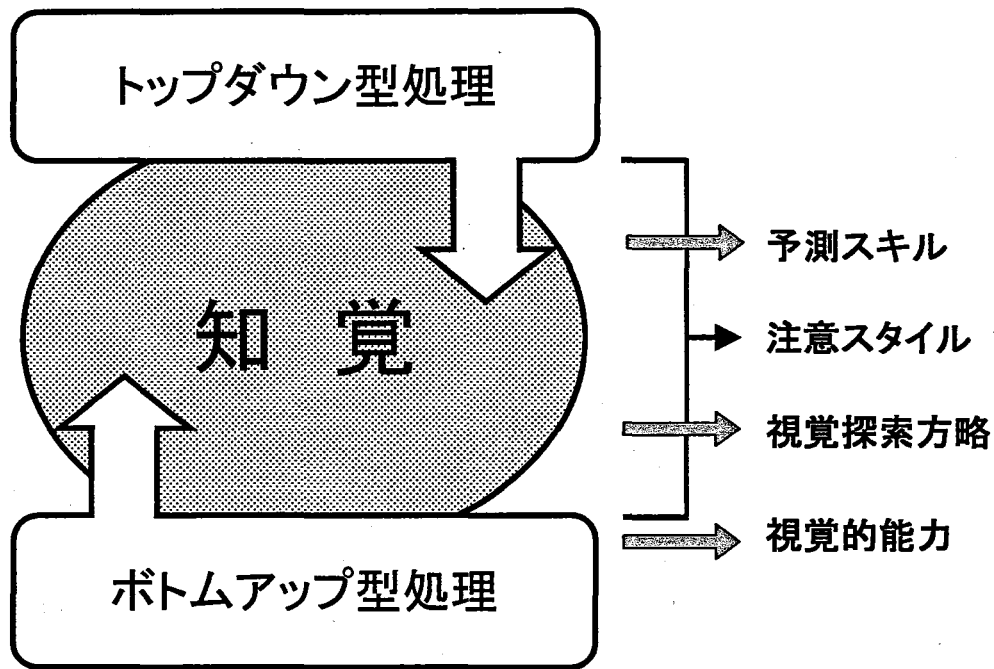 トップダウン型処理
知覚
ボトムアップ型処理
予測スキル
注意スタイル
視覚探索方略
視覚的能力